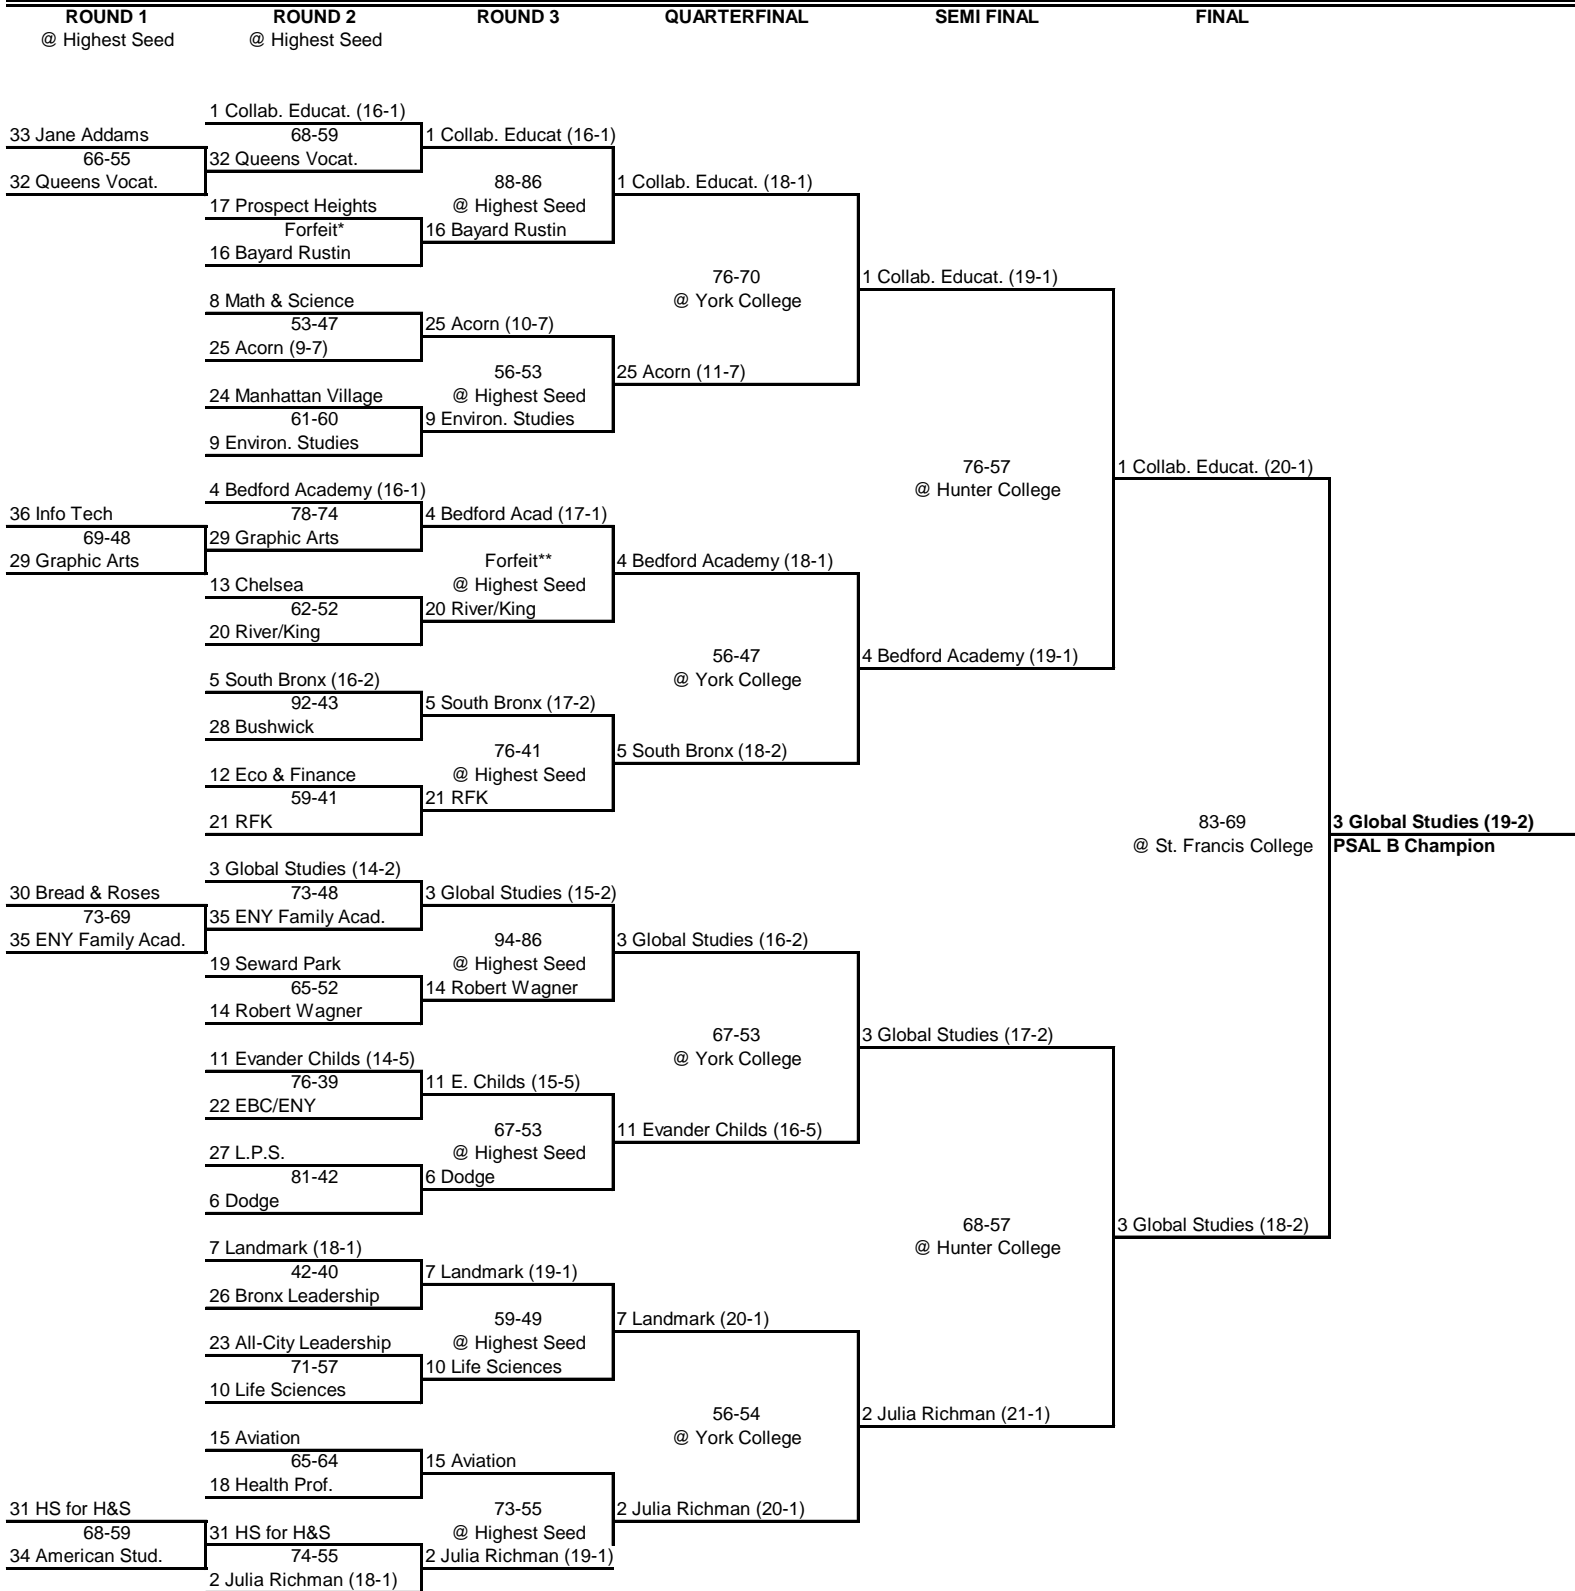 ROUND 1 ROUND 2 ROUND 3 QUARTERFINAL SEMI FINAL FINAL
@ Highest Seed @ Highest Seed
1 Collab. Educat. (16-1)
33 Jane Addams 68-59 1 Collab. Educat (16-1)
66-55 32 Queens Vocat.
32 Queens Vocat. 88-86 1 Collab. Educat. (18-1)
17 Prospect Heights @ Highest Seed
Forfeit* 16 Bayard Rustin
16 Bayard Rustin
76-70 1 Collab. Educat. (19-1)
8 Math & Science @ York College
53-47 25 Acorn (10-7)
25 Acorn (9-7)
56-53 25 Acorn (11-7)
24 Manhattan Village @ Highest Seed
61-60 9 Environ. Studies
9 Environ. Studies
76-57 1 Collab. Educat. (20-1)
4 Bedford Academy (16-1) @ Hunter College
36 Info Tech 78-74 4 Bedford Acad (17-1)
69-48 29 Graphic Arts
29 Graphic Arts Forfeit** 4 Bedford Academy (18-1)
13 Chelsea @ Highest Seed
62-52 20 River/King
20 River/King
56-47 4 Bedford Academy (19-1)
5 South Bronx (16-2) @ York College
92-43 5 South Bronx (17-2)
28 Bushwick
76-41 5 South Bronx (18-2)
12 Eco & Finance @ Highest Seed
59-41 21 RFK
21 RFK 83-69 3 Global Studies (19-2)
@ St. Francis College PSAL B Champion
3 Global Studies (14-2)
30 Bread & Roses 73-48 3 Global Studies (15-2)
73-69 35 ENY Family Acad.
35 ENY Family Acad. 94-86 3 Global Studies (16-2)
19 Seward Park @ Highest Seed
65-52 14 Robert Wagner
14 Robert Wagner
67-53 3 Global Studies (17-2)
11 Evander Childs (14-5) @ York College
76-39 11 E. Childs (15-5)
22 EBC/ENY
67-53 11 Evander Childs (16-5)
27 L.P.S. @ Highest Seed
81-42 6 Dodge
6 Dodge
68-57 3 Global Studies (18-2)
7 Landmark (18-1) @ Hunter College
42-40 7 Landmark (19-1)
26 Bronx Leadership
59-49 7 Landmark (20-1)
23 All-City Leadership @ Highest Seed
71-57 10 Life Sciences
10 Life Sciences
56-54 2 Julia Richman (21-1)
15 Aviation @ York College
65-64 15 Aviation
18 Health Prof.
31 HS for H&S 73-55 2 Julia Richman (20-1)
68-59 31 HS for H&S @ Highest Seed
34 American Stud. 74-55 2 Julia Richman (19-1)
2 Julia Richman (18-1)